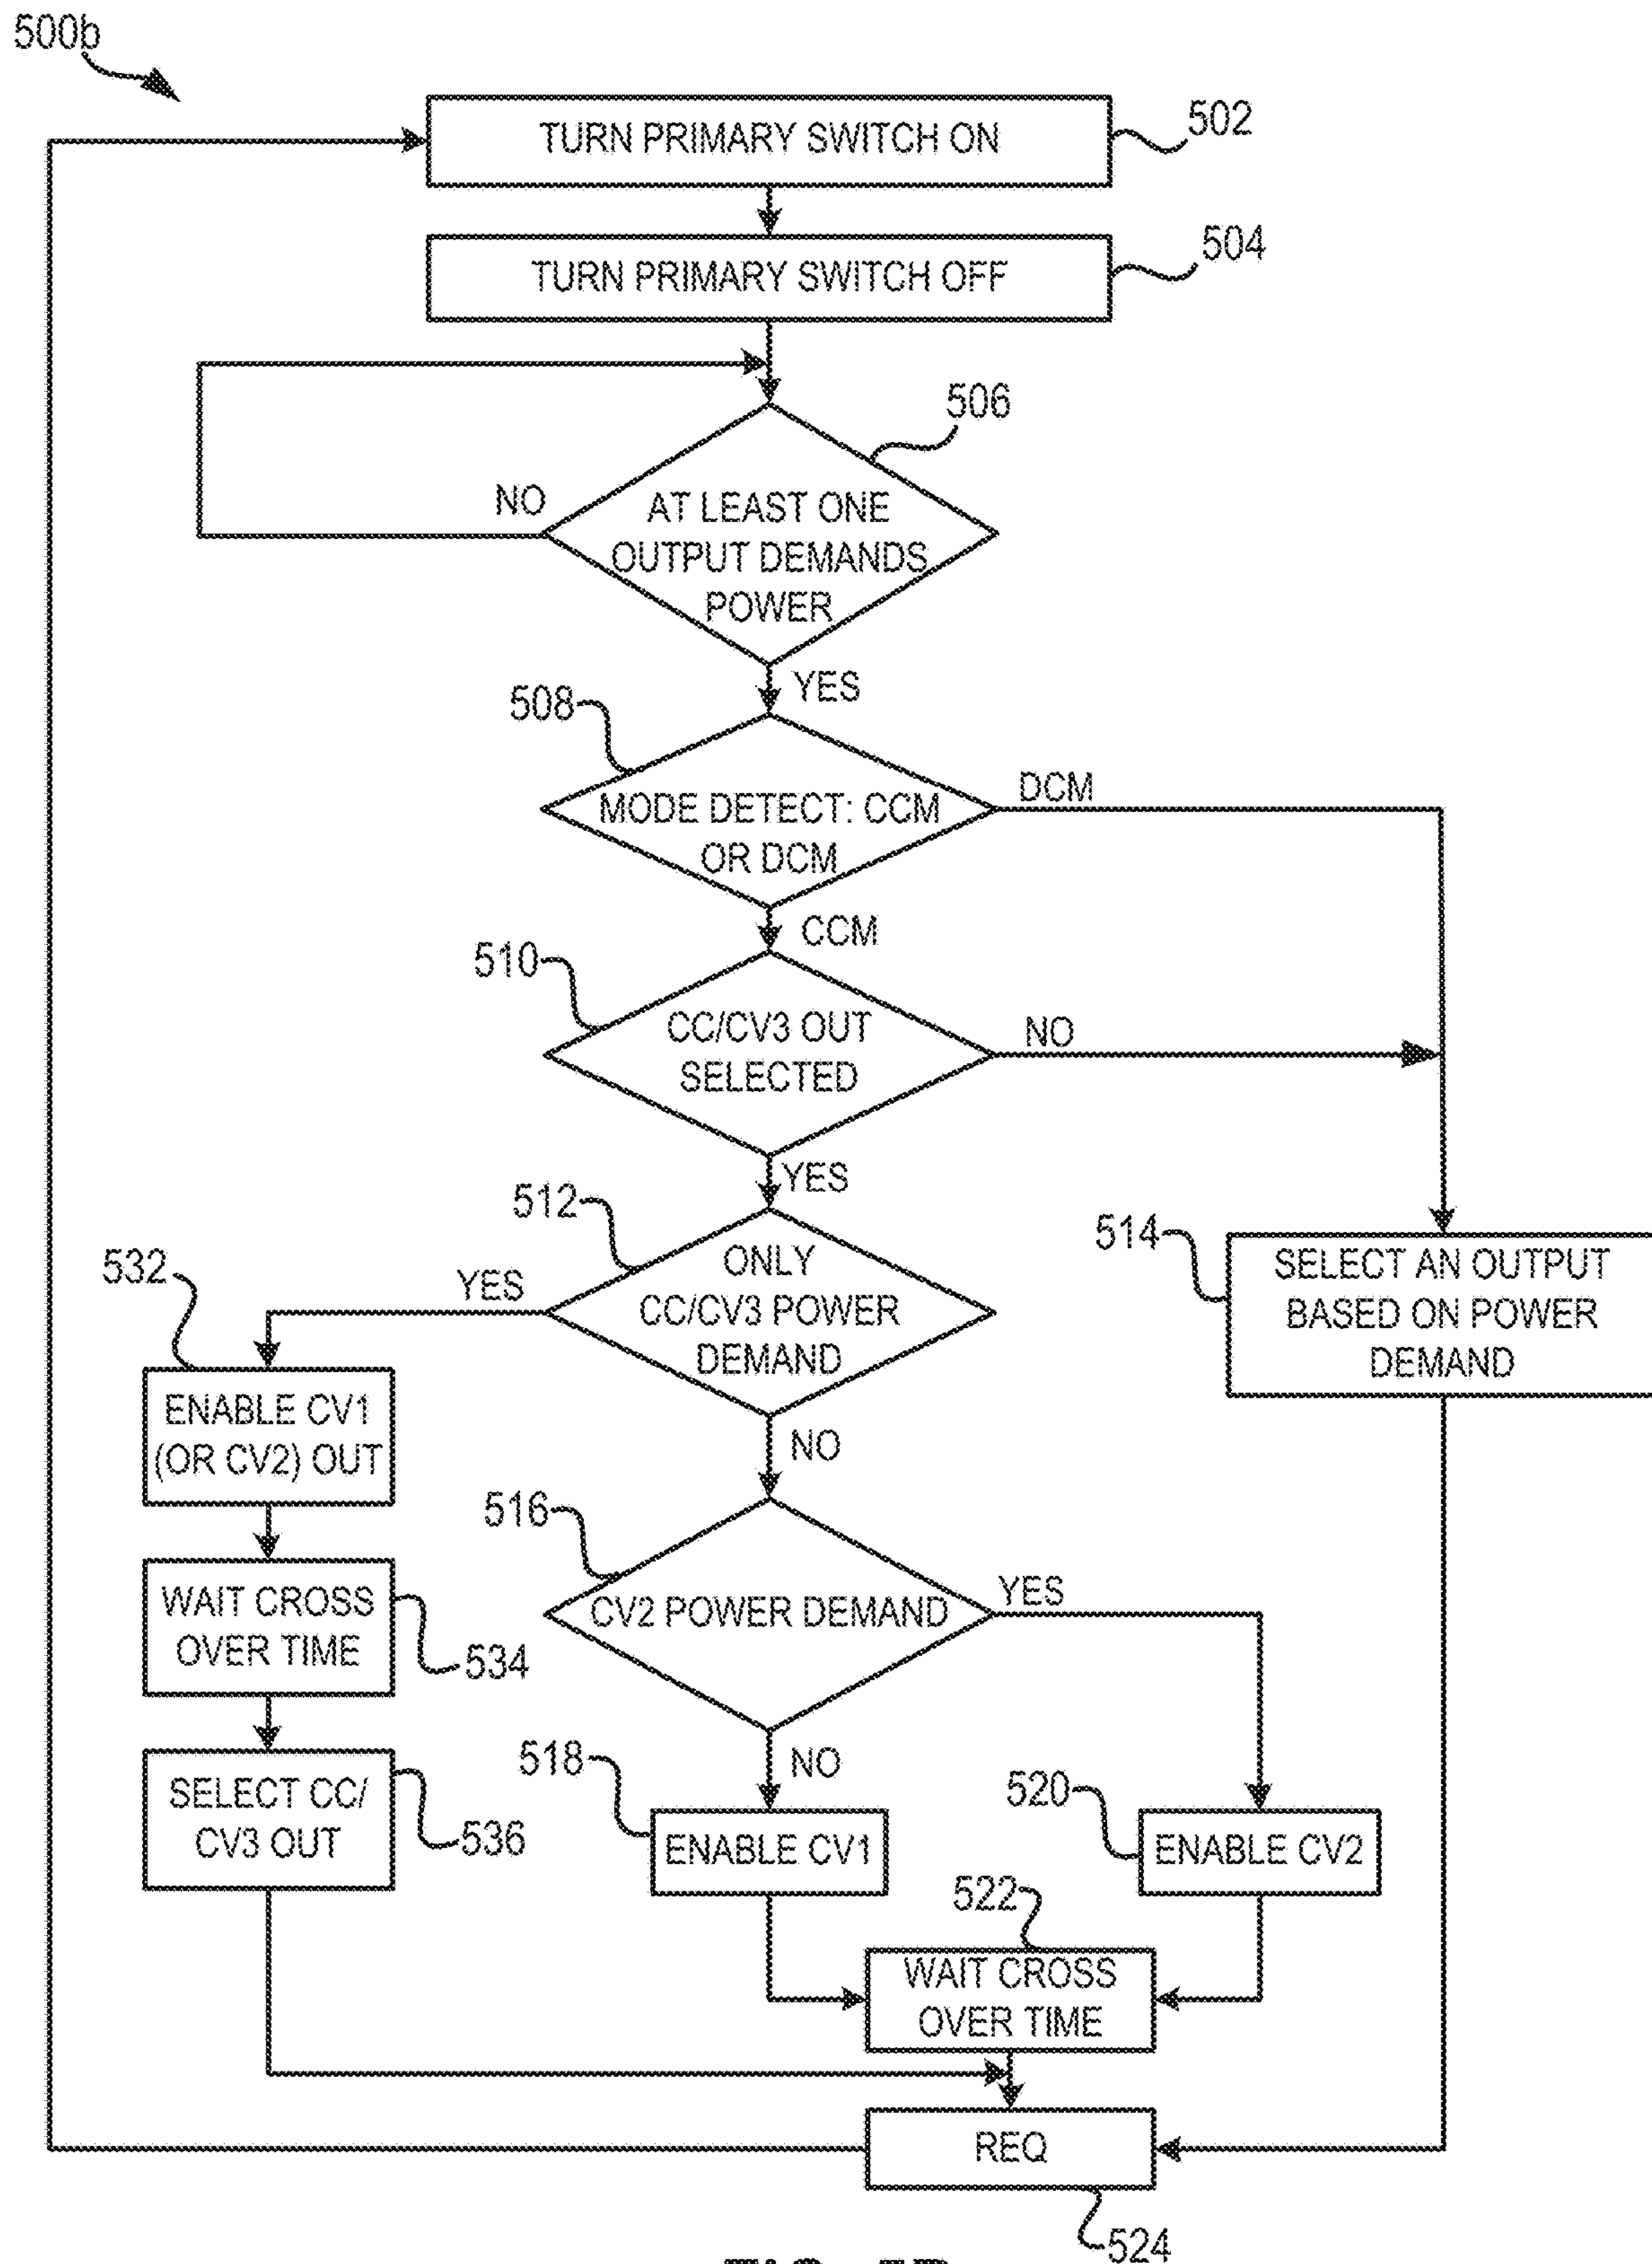 500b
TURN PRIMARY SWITCH ON
502
TURN PRIMARY SWITCH OFF
504
506
NO
AT LEAST ONE
OUTPUT DEMANDS
POWER
YES
508
MODE DETECT: CCM
OR DCM
DCM
CCM
510
CC/CV3 OUT
SELECTED
NO
YES
512
ONLY
CC/CV3 POWER
DEMAND
YES
514
SELECT AN OUTPUT
BASED ON POWER
DEMAND
532
ENABLE CV1
(OR CV2) OUT
NO
516
CV2 POWER DEMAND
YES
WAIT CROSS
OVER TIME
534
NO
518
520
SELECT CC/
CV3 OUT
536
ENABLE CV1
ENABLE CV2
522
WAIT CROSS
OVER TIME
REQ
524